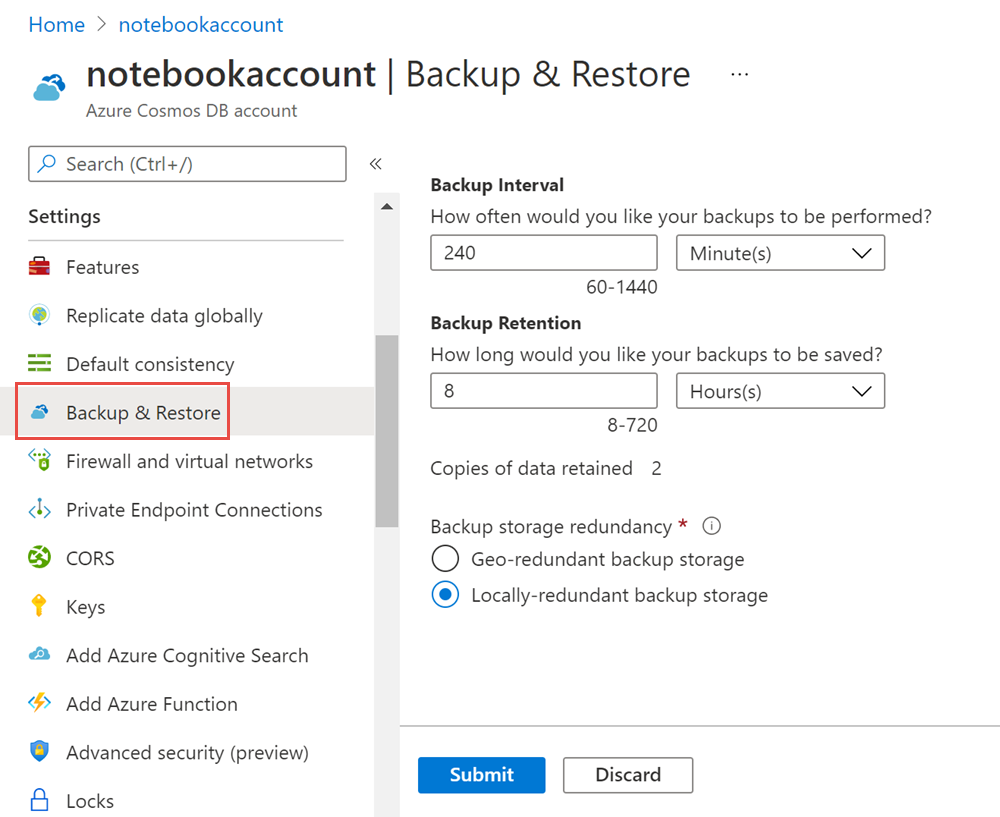 Home > notebookaccount
notebookaccount | Backup & Restore ...
Azure Cosmos DB account
Search (Ctrl+/) «
Settings
Features
Replicate data globally
Default consistency
Backup & Restore
Firewall and virtual networks
Private Endpoint Connections
CORS
Keys
Add Azure Cognitive Search
Add Azure Function
Advanced security (preview)
Locks
Backup Interval
How often would you like your backups to be performed?
240 Minute(s)
60-1440
Backup Retention
How long would you like your backups to be saved?
8 Hours(s)
8-720
Copies of data retained 2
Backup storage redundancy *
Geo-redundant backup storage
Locally-redundant backup storage
Submit Discard